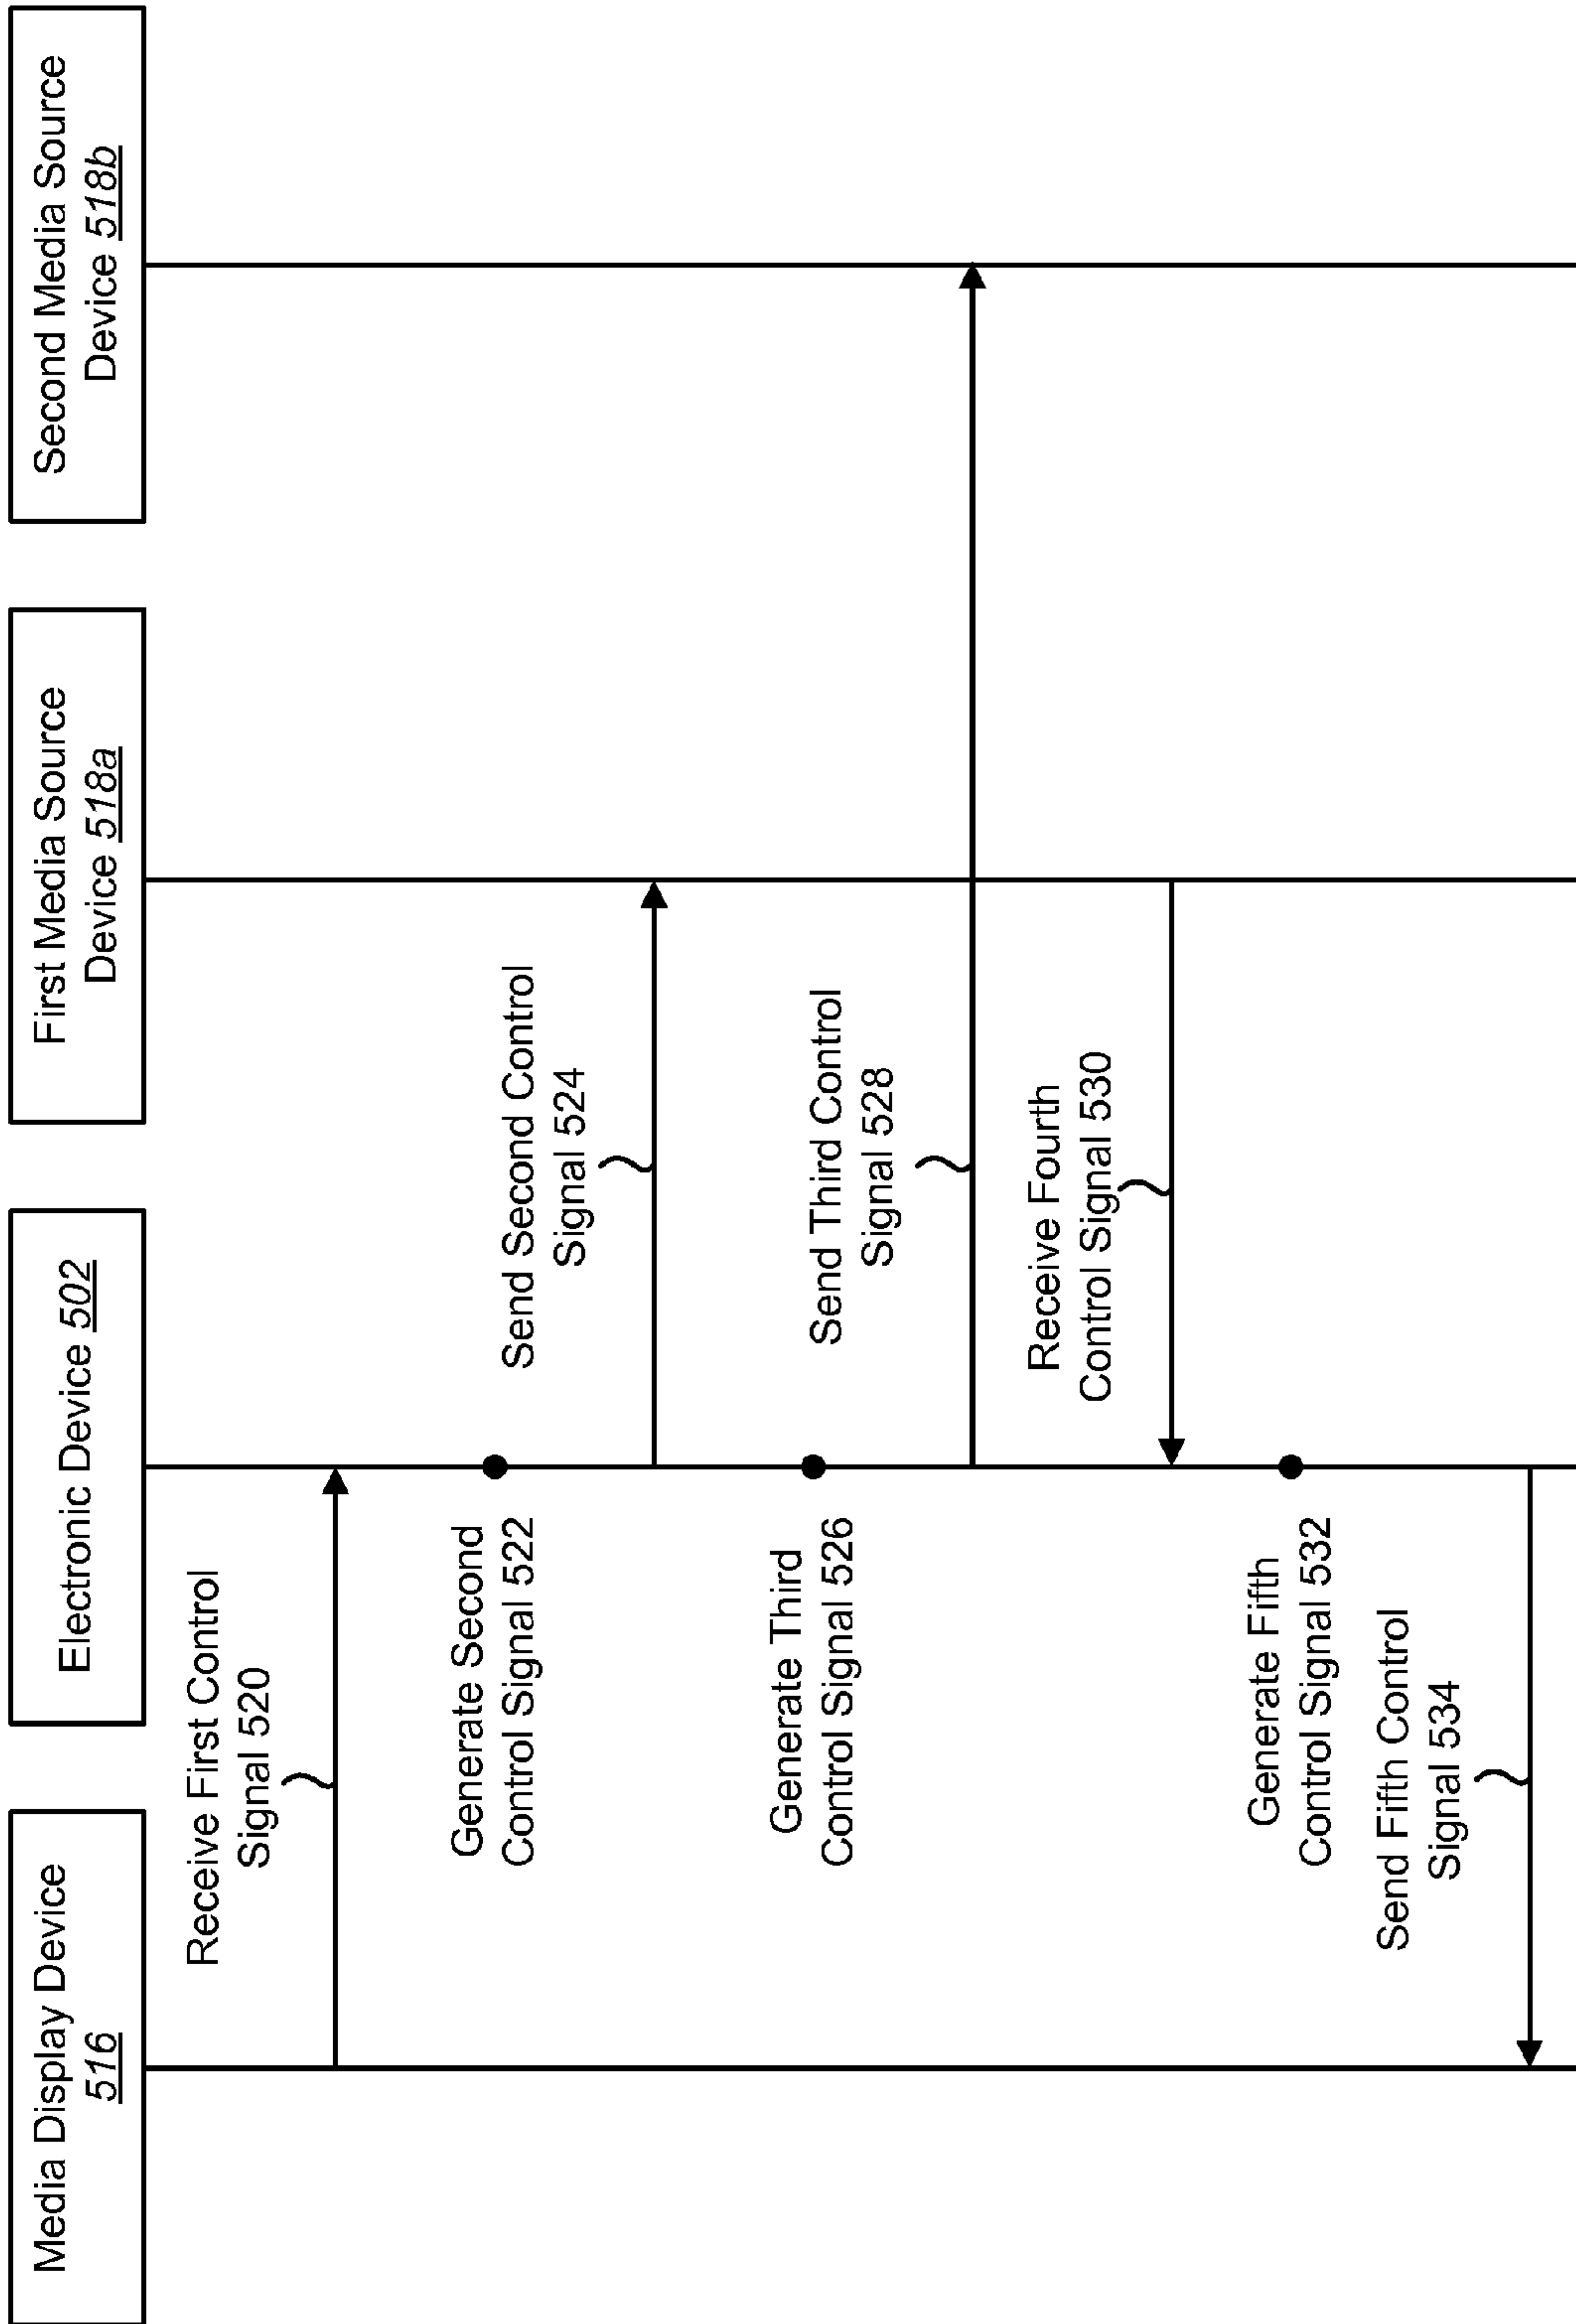 Media Display Device
516
Electronic Device 502
First Media Source
Device 518a
Second Media Source
Device 518b
Receive First Control
Signal 520
Generate Second
Control Signal 522
Send Second Control
Signal 524
Generate Third
Control Signal 526
Send Third Control
Signal 528
Receive Fourth
Control Signal 530
Generate Fifth
Control Signal 532
Send Fifth Control
Signal 534